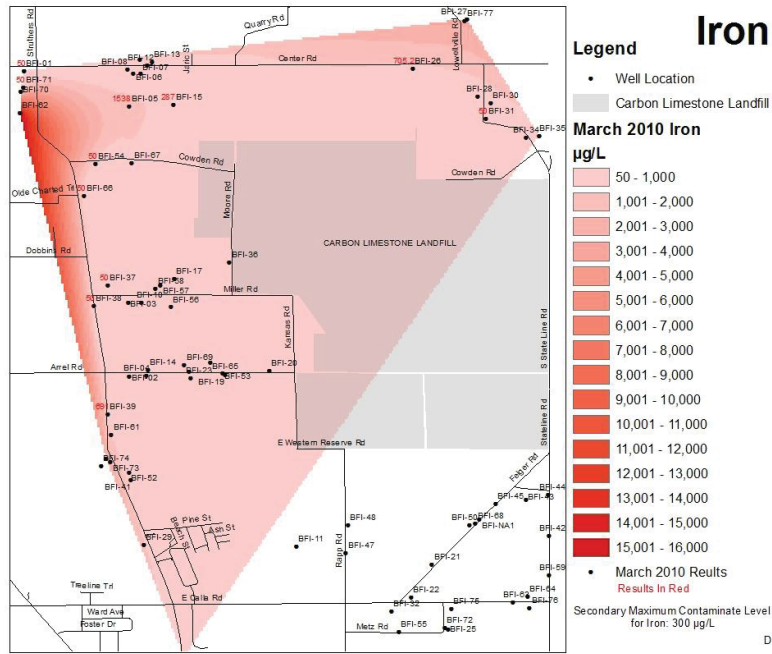 Iron
Legend
Well Location
Carbon Limestone Landfill
March 2010 Iron
µg/L
50 - 1,000
1,001 - 2,000
2,001 - 3,000
3,001 - 4,000
4,001 - 5,000
5,001 - 6,000
6,001 - 7,000
7,001 - 8,000
8,001 - 9,000
9,001 - 10,000
10,001 - 11,000
11,001 - 12,000
12,001 - 13,000
13,001 - 14,000
14,001 - 15,000
15,001 - 16,000
March 2010 Reults
Results In Red
Secondary Maximum Contaminate Level
for Iron: 300 µg/L
D
Struthers Rd
Quarry Rd
BFI-27
BFI-77
Lowellville Rd
BFI-12
BFI-13
Center Rd
50 BFI-01
BFI-08
BFI-07
BFI-06
705.2 BFI-26
50 BFI-71
BFI-70
BFI-62
1538 BFI-05
287 BFI-15
BFI-28
BFI-30
50 BFI-31
BFI-34
BFI-35
50 BFI-54
BFI-67
Cowden Rd
Cowden Rd
Olde Charted Trl
50 BFI-66
Moore Rd
Dobbins Rd
CARBON LIMESTONE LANDFILL
BFI-36
BFI-17
50 BFI-37
BFI-58
BFI-57
Miller Rd
50 BFI-38
BFI-03
BFI-56
Kansas Rd
S State Line Rd
Arrel Rd
BFI-14
BFI-69
BFI-65
BFI-20
BFI-04
BFI-02
BFI-23
BFI-19
BFI-53
691 BFI-39
BFI-61
Stateline Rd
E Western Reserve Rd
BFI-74
BFI-73
BFI-52
BFI-41
Felger Rd
BFI-44
BFI-45
BFI-43
Pine St
Ash St
Beech St
BFI-48
BFI-50
BFI-68
BFI-NA1
BFI-42
BFI-29
BFI-11
BFI-47
Rapp Rd
BFI-21
BFI-59
Treeline Trl
E Calla Rd
BFI-22
BFI-64
BFI-63
BFI-76
Ward Ave
BFI-32
BFI-75
Foster Dr
Metz Rd
BFI-55
BFI-72
BFI-25